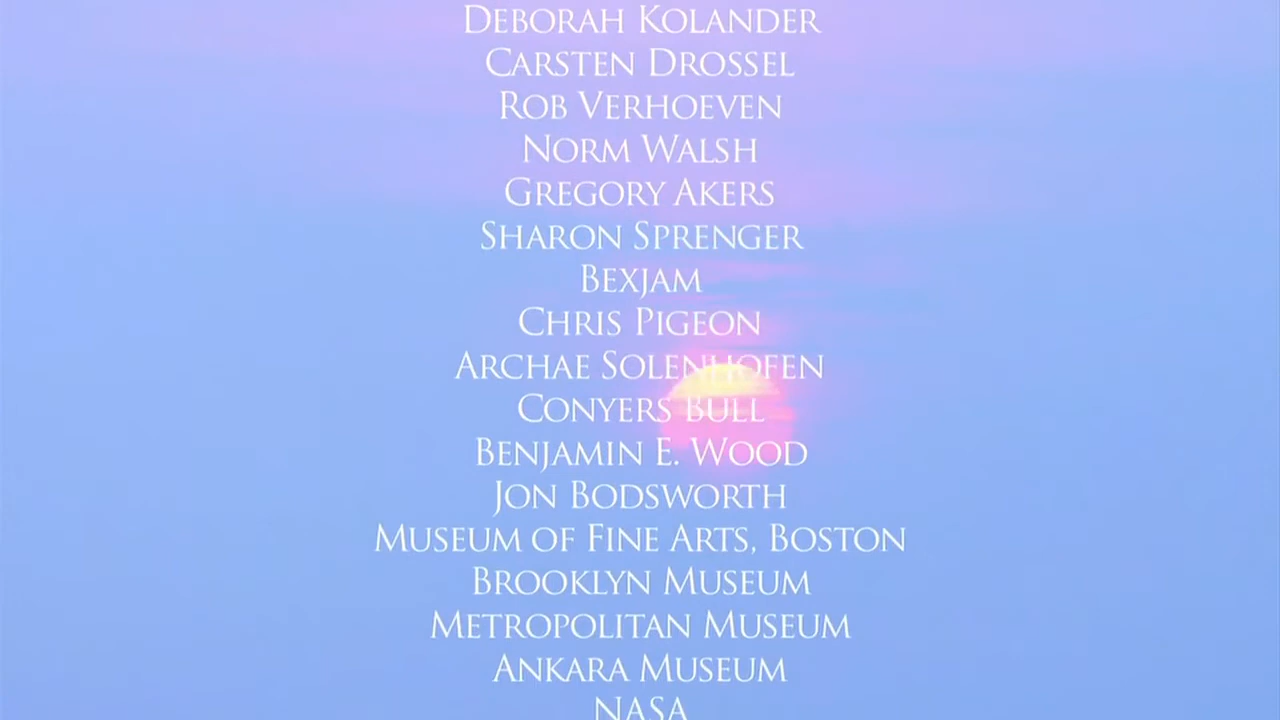 Deborah Kolander
Carsten Drossel
Rob Verhoeven
Norm Walsh
Gregory Akers
Sharon Sprenger
Bexjam
Chris Pigeon
Archae Solenhofen
Conyers Bull
Benjamin E. Wood
Jon Bodsworth
Museum of Fine Arts, Boston
Brooklyn Museum
Metropolitan Museum
Ankara Museum
NASA